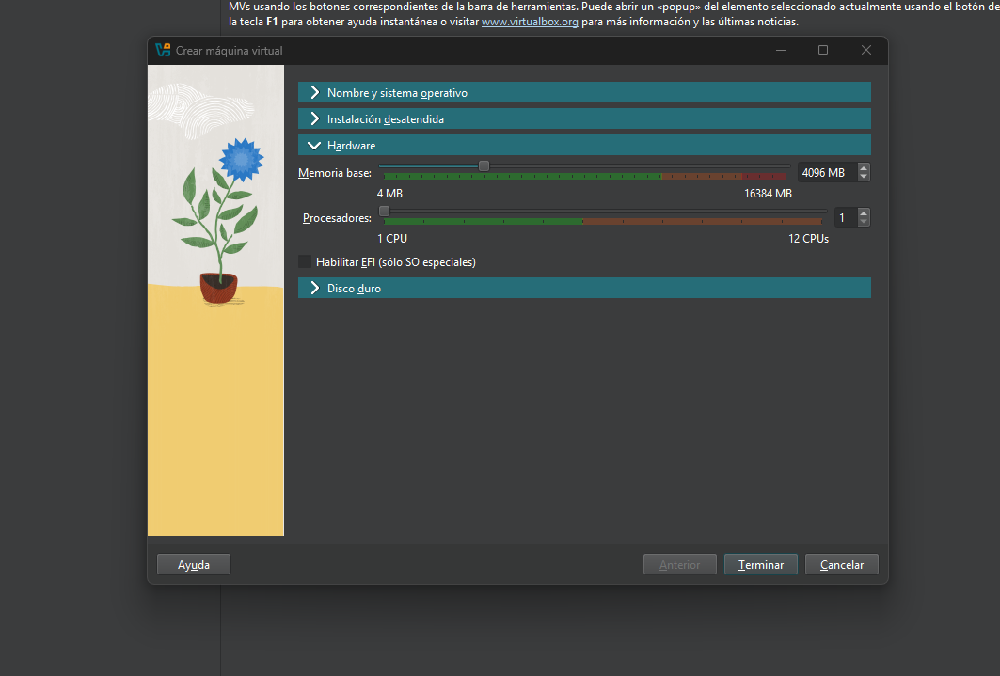 MVs usando los botones correspondientes de la barra de herramientas. Puede abrir un «popup» del elemento seleccionado actualmente usando el botón de
la tecla F1 para obtener ayuda instantánea o visitar www.virtualbox.org para más información y las últimas noticias.
Crear máquina virtual
Nombre y sistema operativo
Instalación desatendida
Hardware
Memoria base:
4096 MB
4 MB
16384 MB
Procesadores:
1
1 CPU
12 CPUs
Habilitar EFI (sólo SO especiales)
Disco duro
Ayuda
Anterior
Terminar
Cancelar